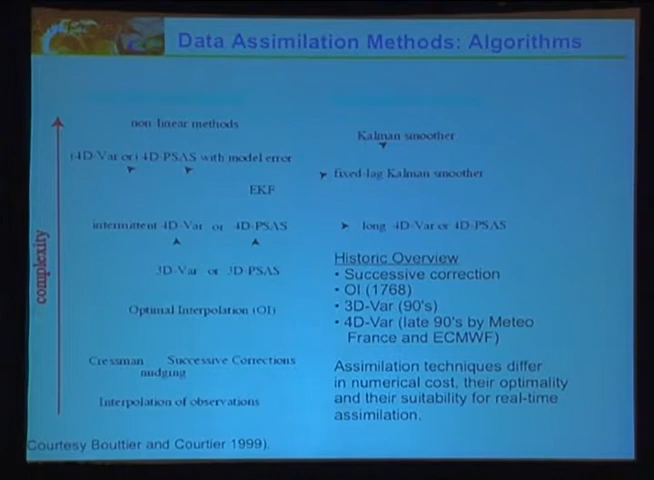 Data Assimilation Methods: Algorithms
complexity
non-linear methods
(4D-Var or) 4D-PSAS with model error
EKF
intermittent 4D-Var or 4D-PSAS
3D-Var or 3D-PSAS
Optimal Interpolation (OI)
Cressman Successive Corrections
nudging
Interpolation of observations
Kalman smoother
fixed-lag Kalman smoother
long 4D-Var or 4D-PSAS
Historic Overview
• Successive correction
• OI (1768)
• 3D-Var (90's)
• 4D-Var (late 90's by Meteo
France and ECMWF)
Assimilation techniques differ
in numerical cost, their optimality
and their suitability for real-time
assimilation.
Courtesy Bouttier and Courtier 1999).